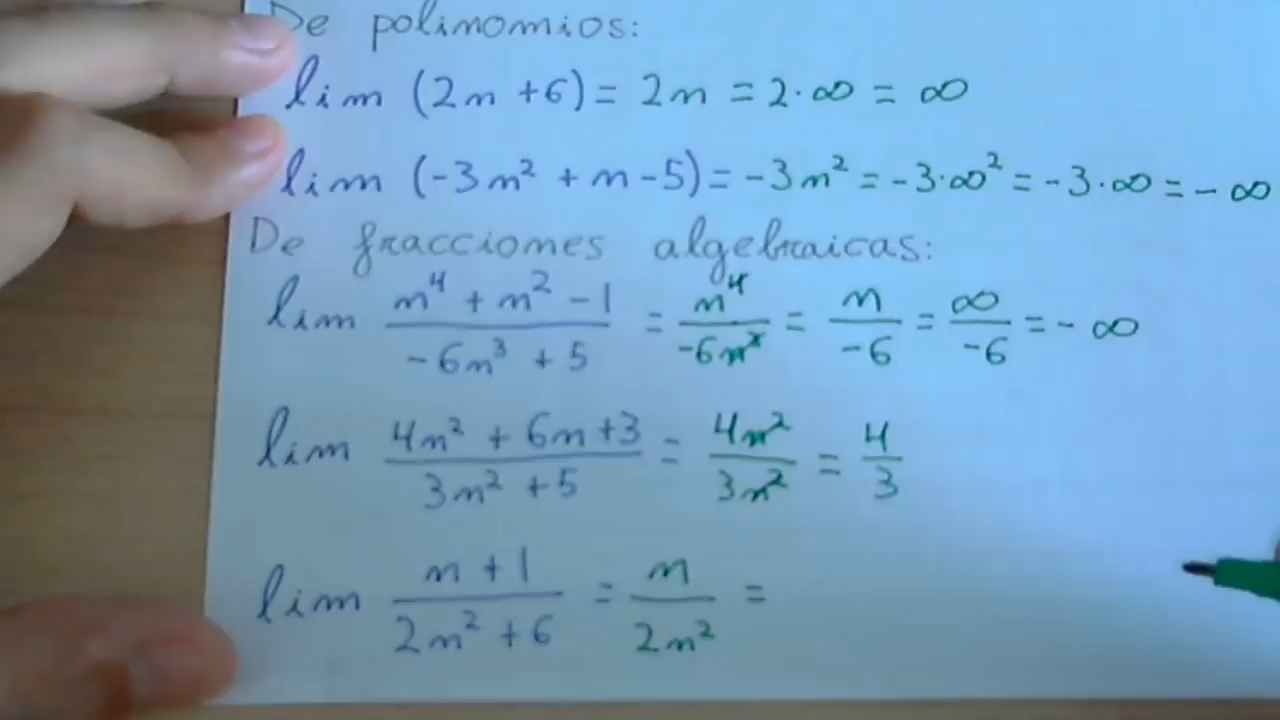 De polinomios:
lim (2n + 6) = 2n = 2·∞ = ∞
lim (-3n² + n - 5) = -3n² = -3·∞² = -3·∞ = -∞
De fracciones algebraicas:
lim (n⁴ + n² - 1)/(-6n³ + 5) = n⁴/(-6n³) = n/-6 = ∞/-6 = -∞
lim (4n² + 6n + 3)/(3n² + 5) = 4n²/3n² = 4/3
lim (n + 1)/(2n² + 6) = n/2n² =